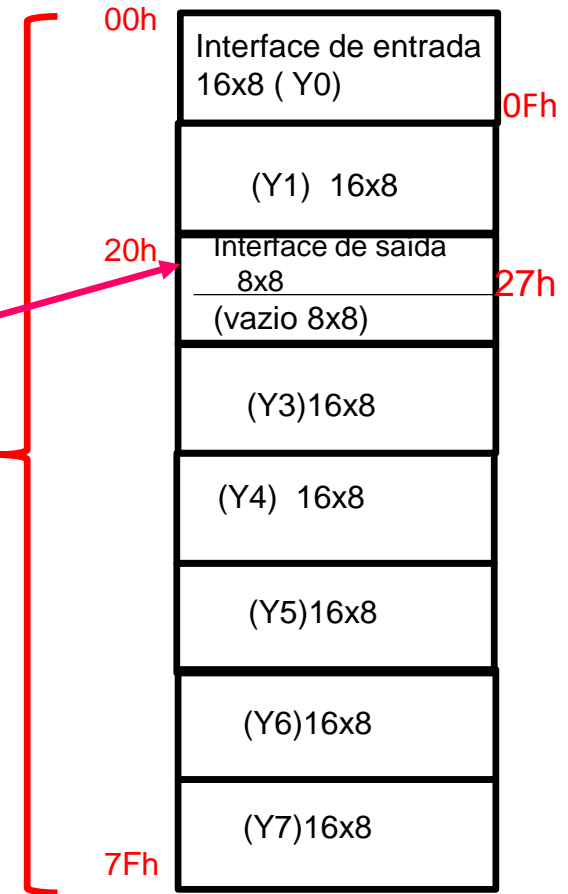 00h
Interface de entrada
16x8 ( Y0)
0Fh
(Y1) 16x8
20h
Interface de saída
8x8
27h
(vazio 8x8)
(Y3)16x8
(Y4) 16x8
(Y5)16x8
(Y6)16x8
(Y7)16x8
7Fh